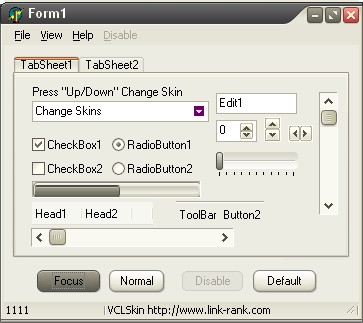 Form1
File View Help Disable
TabSheet1 TabSheet2
Press "Up/Down" Change Skin
Change Skins
Edit1
0
CheckBox1 RadioButton1
CheckBox2 RadioButton2
Head1 Head2 ToolBar Button2
Focus Normal Disable Default
1111 VCLSkin http://www.link-rank.com